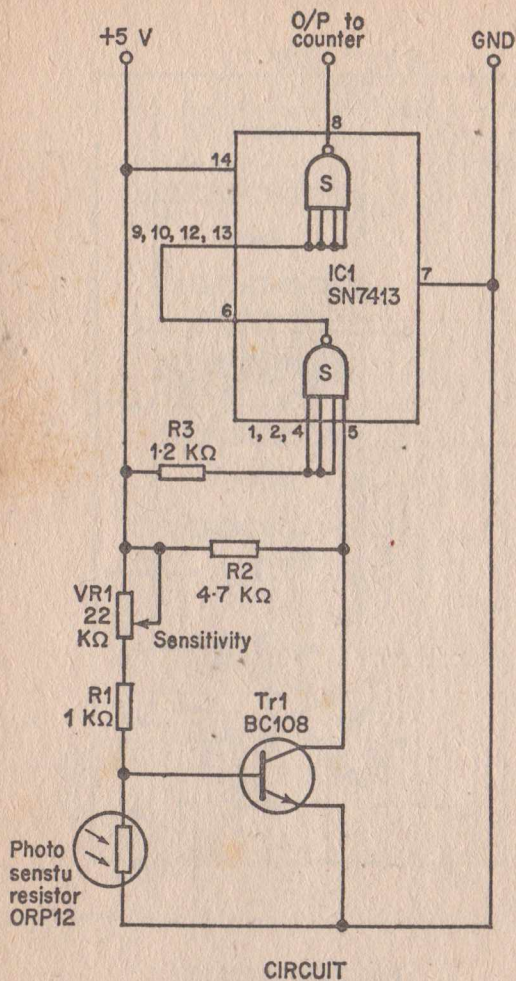 +5 V
O/P to
counter
GND
8
14
S
9, 10, 12, 13
IC1
SN7413
7
6
S
1, 2, 4
5
R3
1·2 KΩ
R2
4·7 KΩ
VR1
22
KΩ
Sensitivity
R1
1 KΩ
Tr1
BC108
Photo
senstu
resistor
ORP12
CIRCUIT